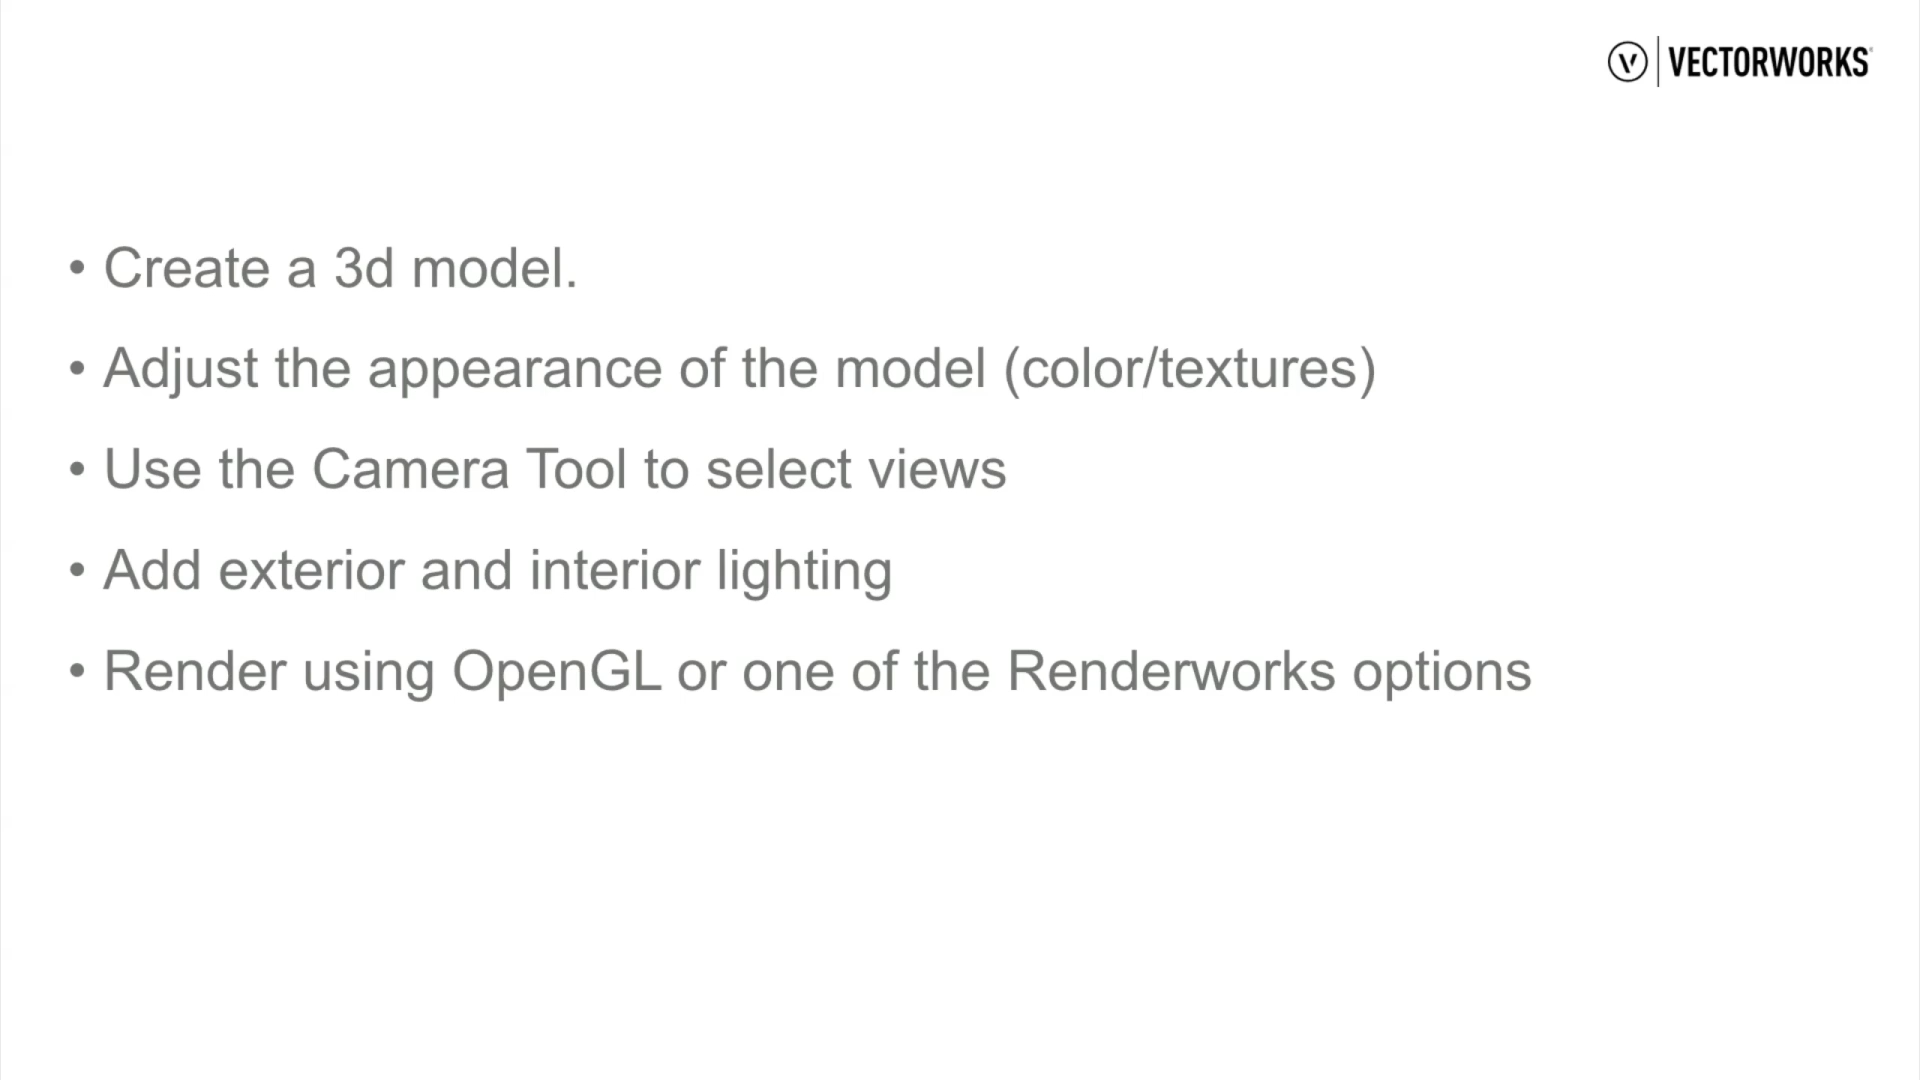 VECTORWORKS
• Create a 3d model.
• Adjust the appearance of the model (color/textures)
• Use the Camera Tool to select views
• Add exterior and interior lighting
• Render using OpenGL or one of the Renderworks options